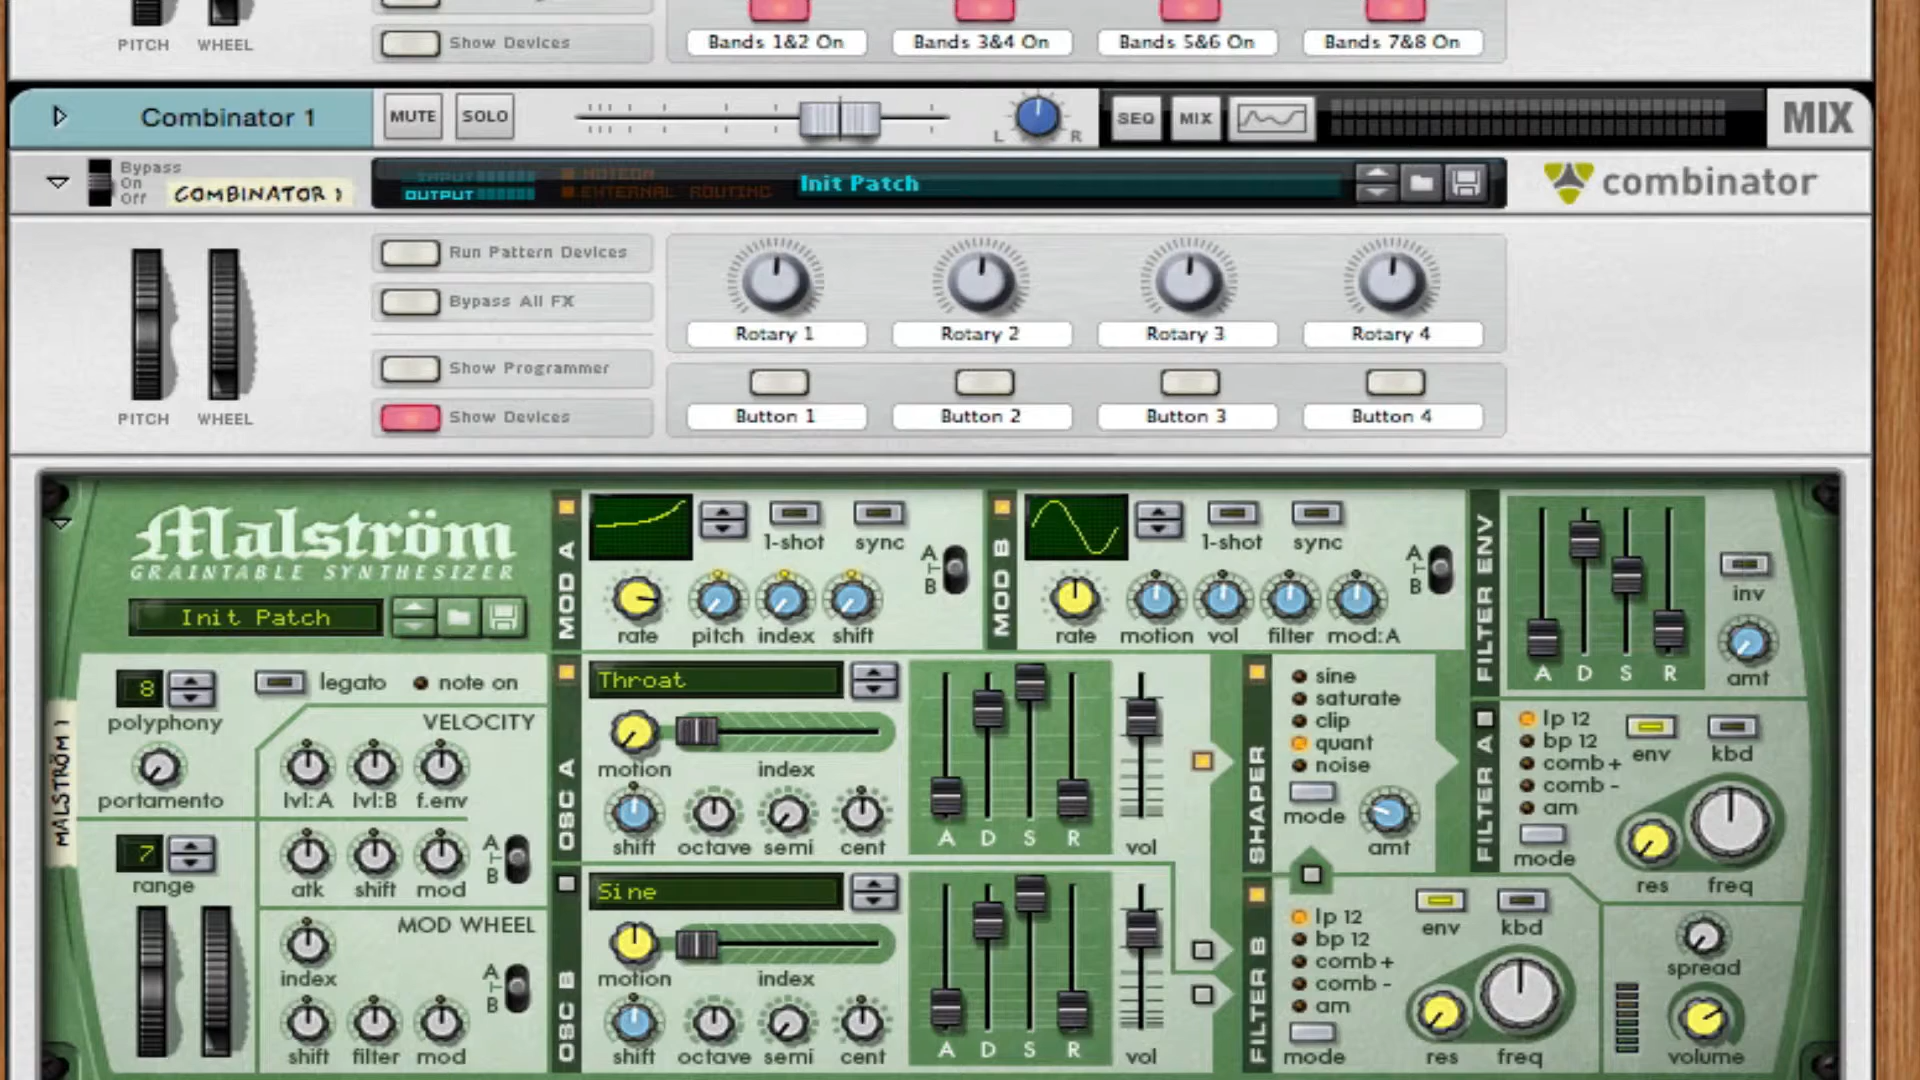 PITCH WHEEL
Show Devices
Bands 1&2 On Bands 3&4 On Bands 5&6 On Bands 7&8 On
Combinator 1 MUTE SOLO L R SEQ MIX MIX
Bypass
On
Off
COMBINATOR 1
INPUT NOTEON
OUTPUT EXTERNAL ROUTING
Init Patch
combinator
Run Pattern Devices
Bypass All FX
Show Programmer
Show Devices
PITCH WHEEL
Rotary 1 Rotary 2 Rotary 3 Rotary 4
Button 1 Button 2 Button 3 Button 4
Malström
GRAINTABLE SYNTHESIZER
Init Patch
MALSTRÖM 1
8
polyphony
legato note on
portamento
VELOCITY
lvl:A lvl:B f.env
7
range
atk shift mod
A
B
MOD WHEEL
index
A
B
shift filter mod
MOD A
1-shot sync
A
B
rate pitch index shift
MOD B
1-shot sync
A
B
rate motion vol filter mod:A
FILTER ENV
A D S R
inv
amt
OSC A
Throat
motion index
shift octave semi cent
A D S R vol
OSC B
Sine
motion index
shift octave semi cent
A D S R vol
SHAPER
sine
saturate
clip
quant
noise
mode amt
FILTER A
lp 12
bp 12
comb +
comb -
am
mode
env kbd
res freq
FILTER B
lp 12
bp 12
comb +
comb -
am
mode
env kbd
res freq
spread
volume